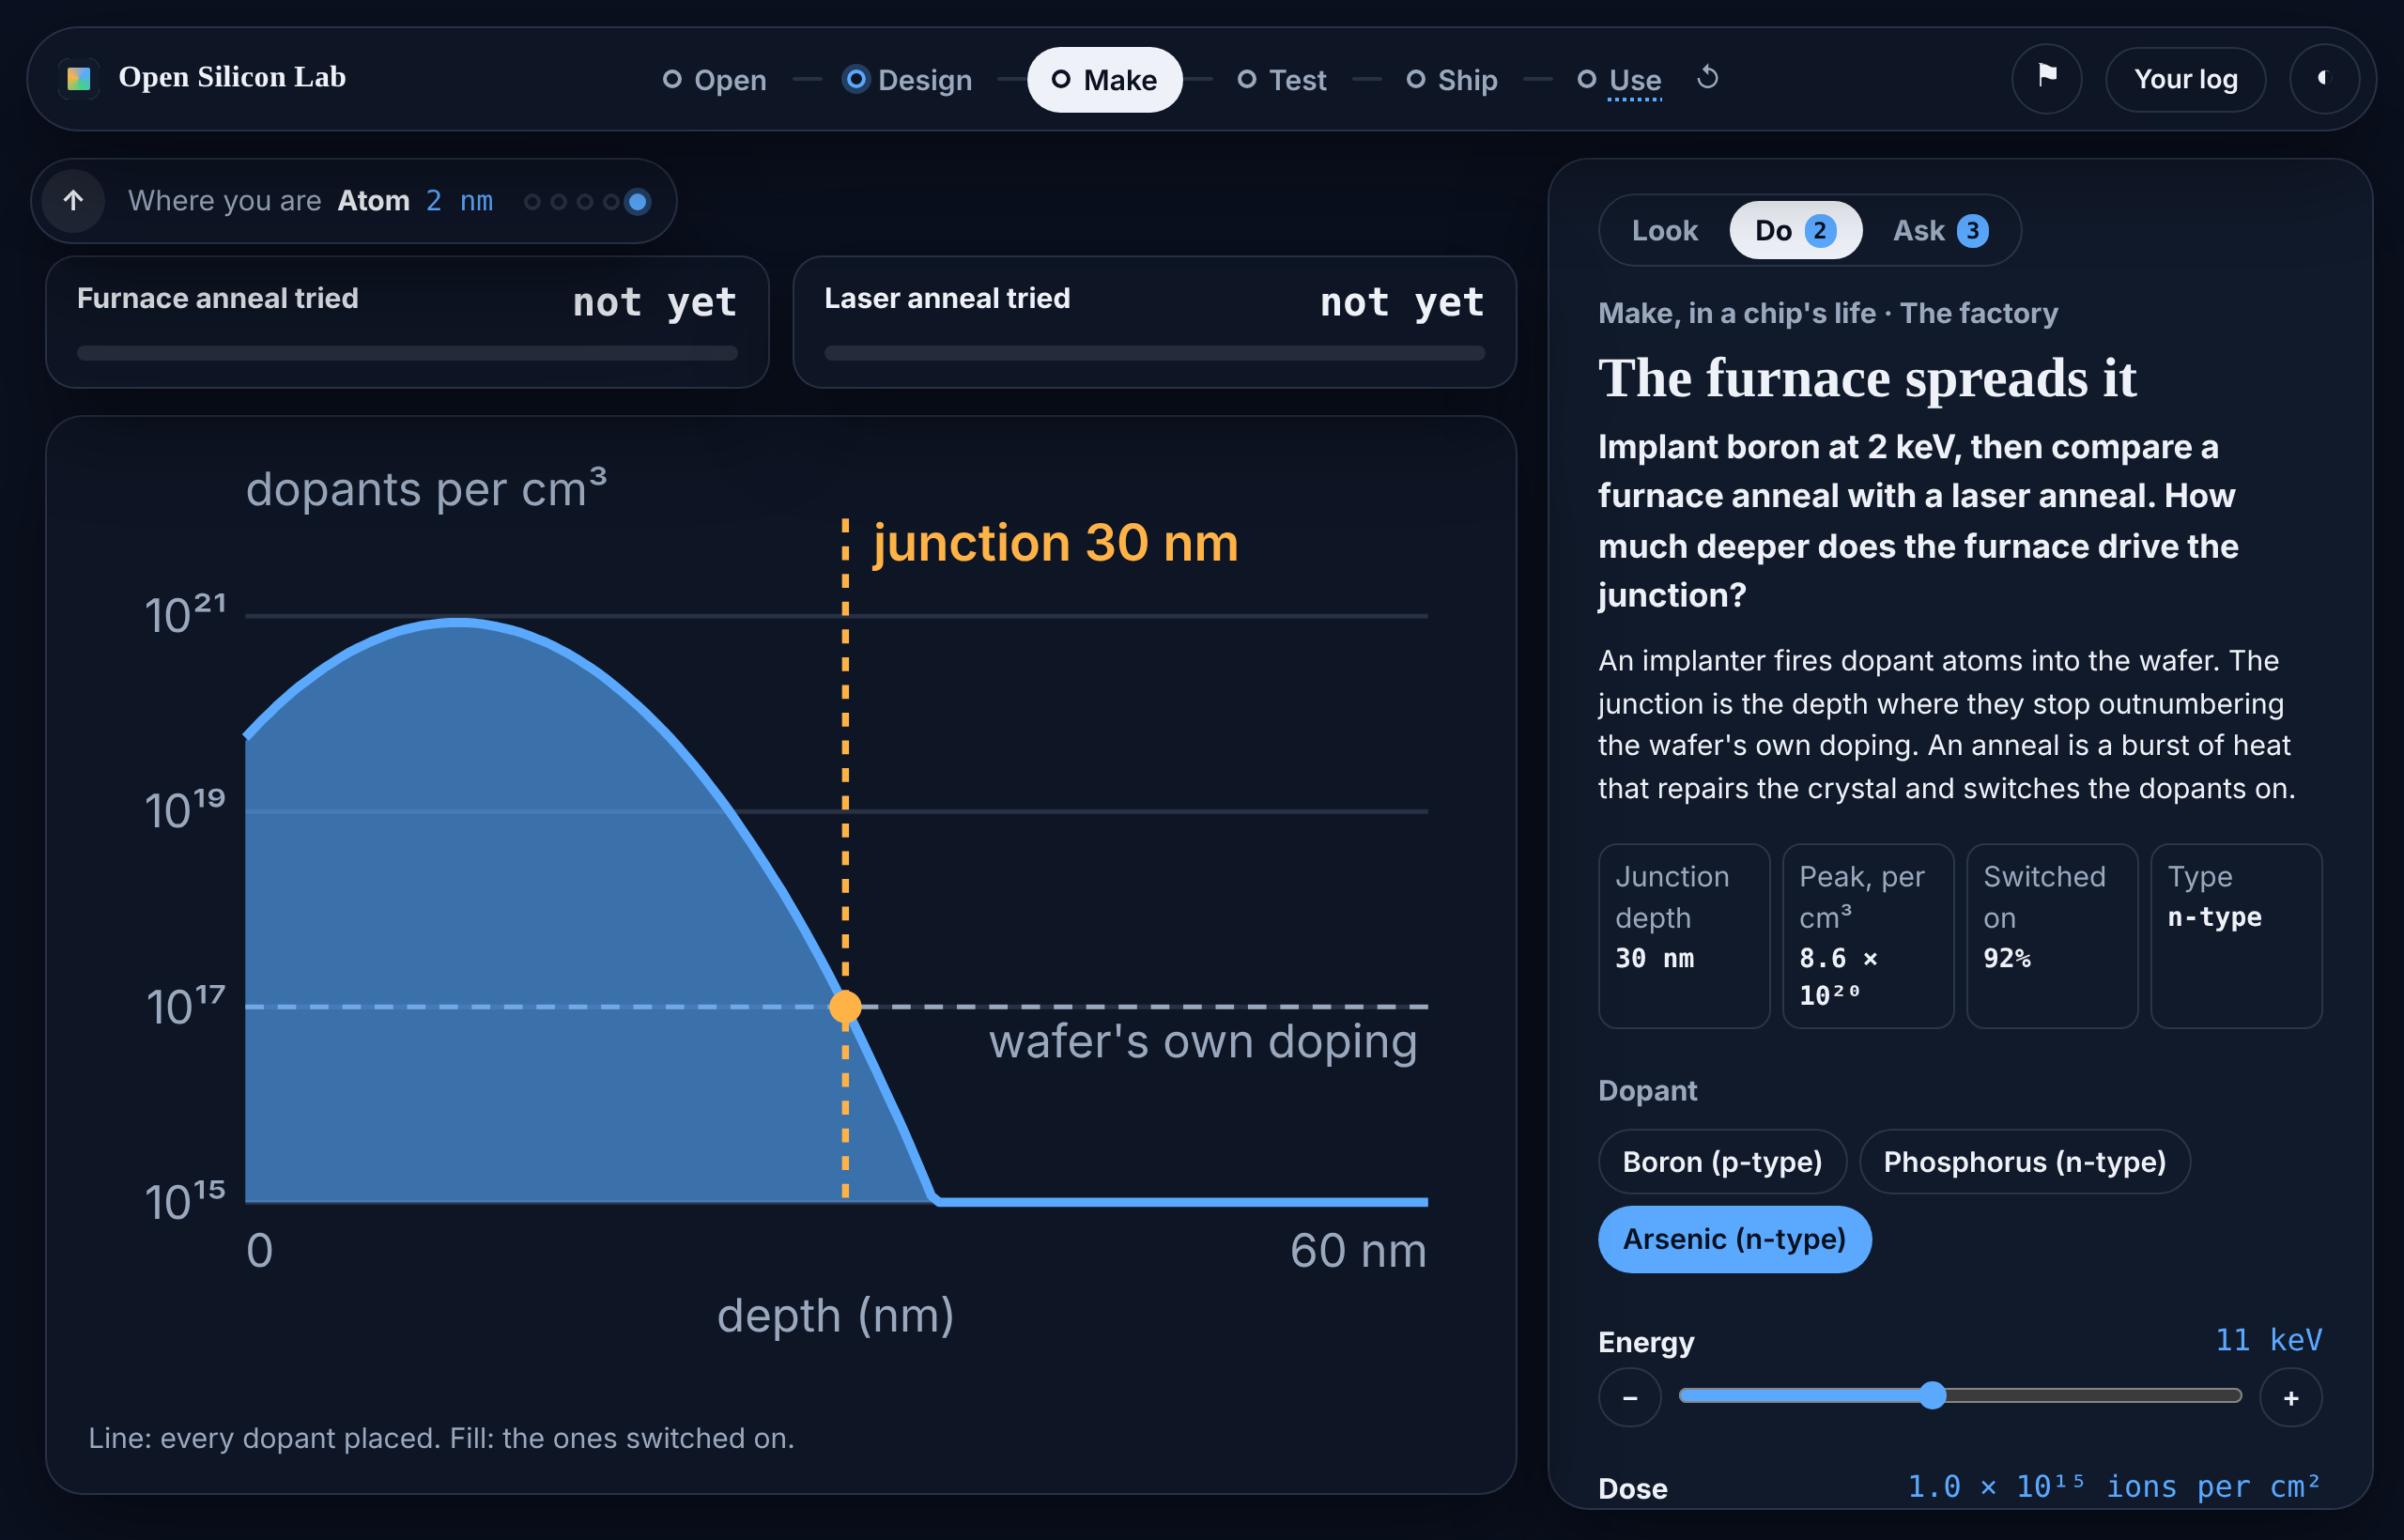 Open Silicon Lab
Open
Design
Make
Test
Ship
Use
Your log
Where you are Atom 2 nm
Furnace anneal tried
not yet
Laser anneal tried
not yet
dopants per cm³
junction 30 nm
10²¹
10¹⁹
10¹⁷
wafer's own doping
10¹⁵
0
60 nm
depth (nm)
Line: every dopant placed. Fill: the ones switched on.
Look
Do 2
Ask 3
Make, in a chip's life · The factory
The furnace spreads it
Implant boron at 2 keV, then compare a
furnace anneal with a laser anneal. How
much deeper does the furnace drive the
junction?
An implanter fires dopant atoms into the wafer. The
junction is the depth where they stop outnumbering
the wafer's own doping. An anneal is a burst of heat
that repairs the crystal and switches the dopants on.
Junction
depth
30 nm
Peak, per
cm³
8.6 ×
10²⁰
Switched
on
92%
Type
n-type
Dopant
Boron (p-type)
Phosphorus (n-type)
Arsenic (n-type)
Energy
11 keV
−
+
Dose
1.0 × 10¹⁵ ions per cm²